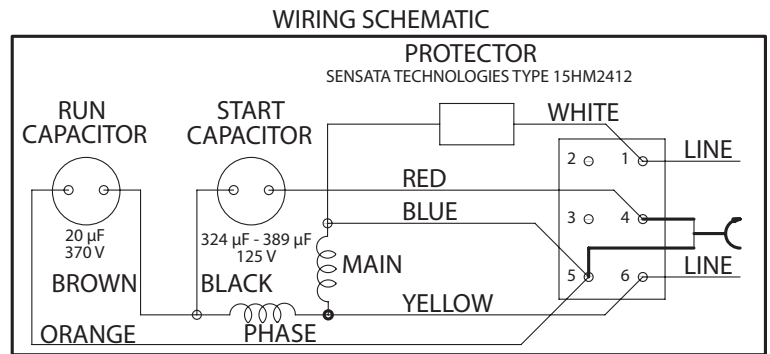 WIRING SCHEMATIC
PROTECTOR
SENSATA TECHNOLOGIES TYPE 15HM2412
RUN
CAPACITOR
START
CAPACITOR
WHITE
2
1
LINE
RED
BLUE
3
4
20 µF
370 V
324 µF - 389 µF
125 V
MAIN
5
6
LINE
BROWN
BLACK
YELLOW
ORANGE
PHASE